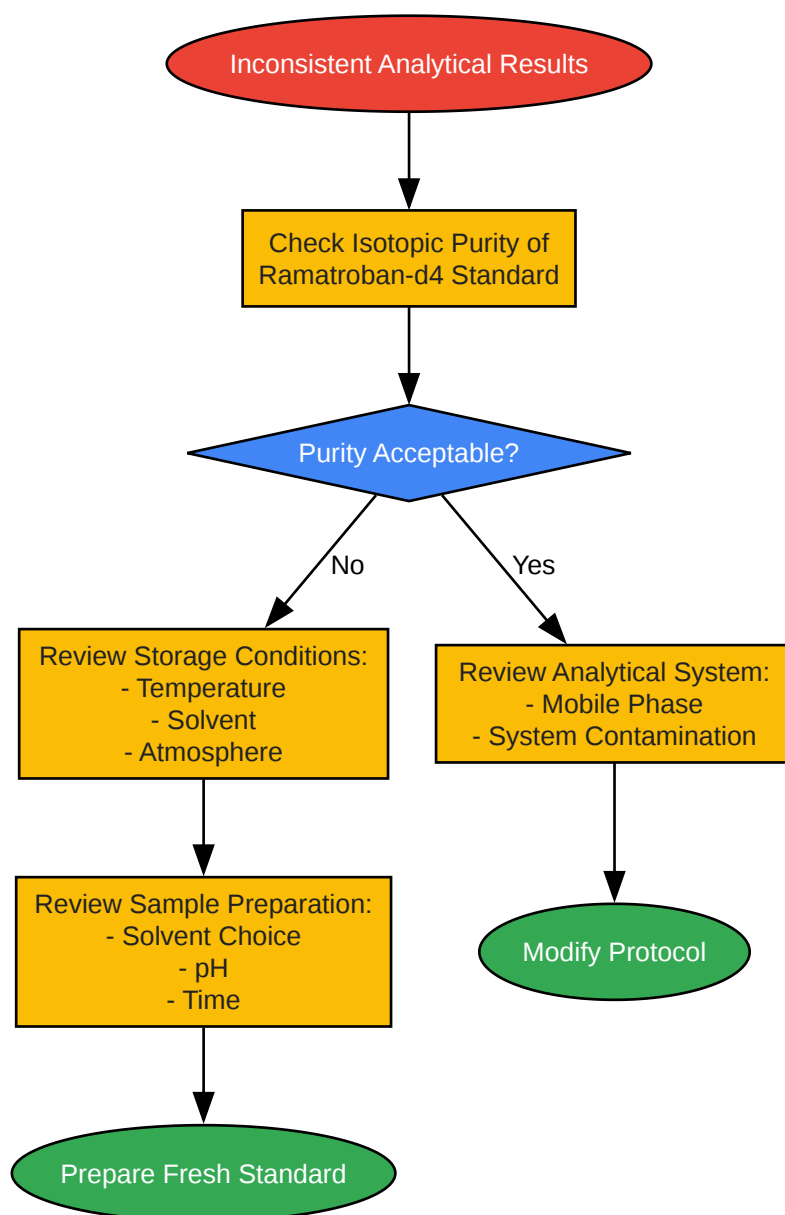 Inconsistent Analytical Results
Check Isotopic Purity of
Ramatroban-d4 Standard
Purity Acceptable?
No
Yes
Review Storage Conditions:
- Temperature
- Solvent
- Atmosphere
Review Analytical System:
- Mobile Phase
- System Contamination
Review Sample Preparation:
- Solvent Choice
- pH
- Time
Modify Protocol
Prepare Fresh Standard